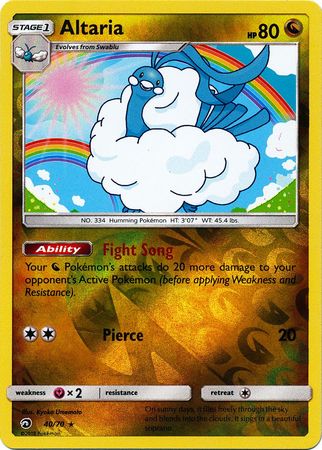 STAGE 1 Altaria HP80
Evolves from Swablu
NO. 334 Humming Pokémon HT: 3'07" WT: 45.4 lbs.
Ability Fight Song
Your Pokémon's attacks do 20 more damage to your
opponent's Active Pokémon (before applying Weakness and
Resistance).
Pierce 20
weakness × 2 resistance retreat
Illus. Kyoko Umemoto
40/70 ★
©2018 Pokémon
On sunny days, it flies freely through the sky
and blends into the clouds. It sings in a
soprano.